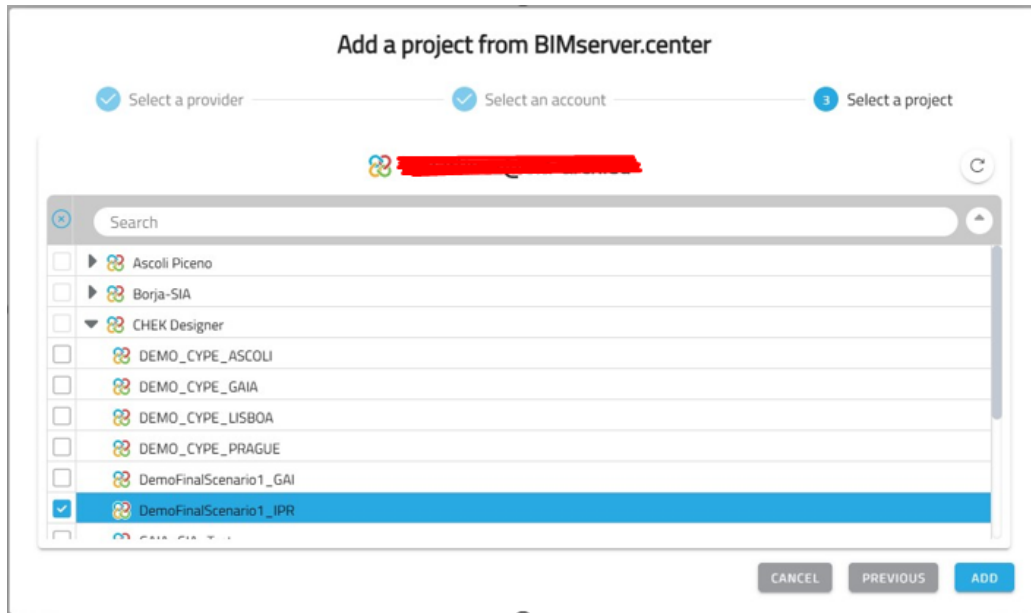 Add a project from BIMserver.center
Select a provider
Select an account
3 Select a project
Search
Ascoli Piceno
Borja-SIA
CHEK Designer
DEMO_CYPE_ASCOLI
DEMO_CYPE_GAIA
DEMO_CYPE_LISBOA
DEMO_CYPE_PRAGUE
DemoFinalScenario1_GAI
DemoFinalScenario1_IPR
CANCEL PREVIOUS ADD